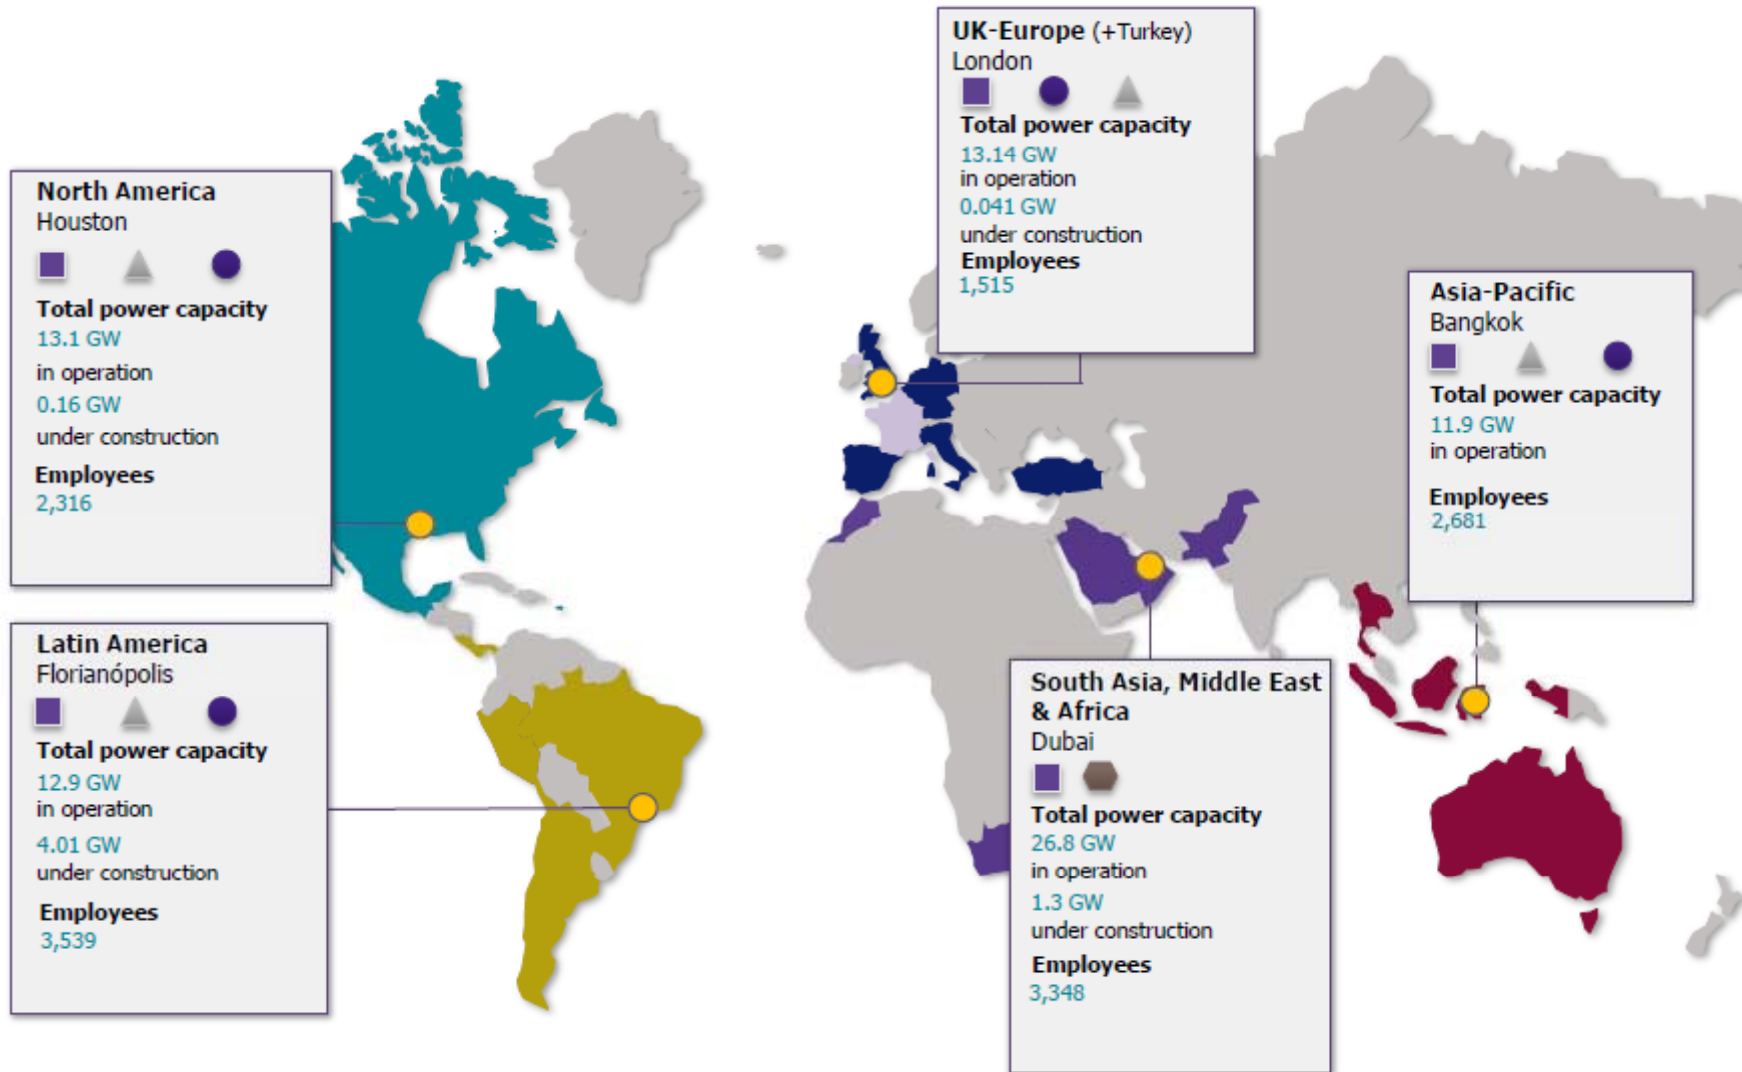 UK-Europe (+Turkey)
London
Total power capacity
13.14 GW
in operation
0.041 GW
under construction
Employees
1,515
North America
Houston
Total power capacity
13.1 GW
in operation
0.16 GW
under construction
Employees
2,316
Asia-Pacific
Bangkok
Total power capacity
11.9 GW
in operation
Employees
2,681
Latin America
Florianópolis
Total power capacity
12.9 GW
in operation
4.01 GW
under construction
Employees
3,539
South Asia, Middle East
& Africa
Dubai
Total power capacity
26.8 GW
in operation
1.3 GW
under construction
Employees
3,348